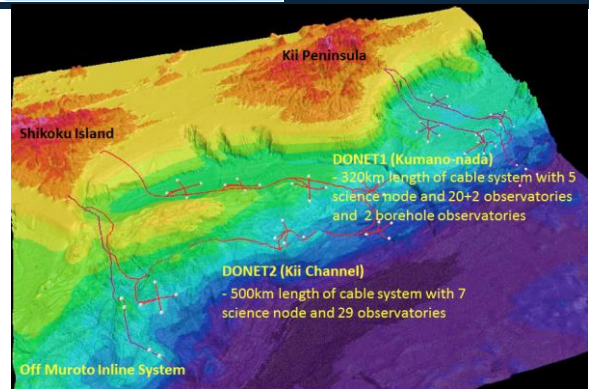 Kii Peninsula
Shikoku Island
DONET1 (Kumano-nada)
- 320km length of cable system with 5
science node and 20+2 observatories
and 2 borehole observatories
DONET2 (Kii Channel)
- 500km length of cable system with 7
science node and 29 observatories
Off Muroto Inline System